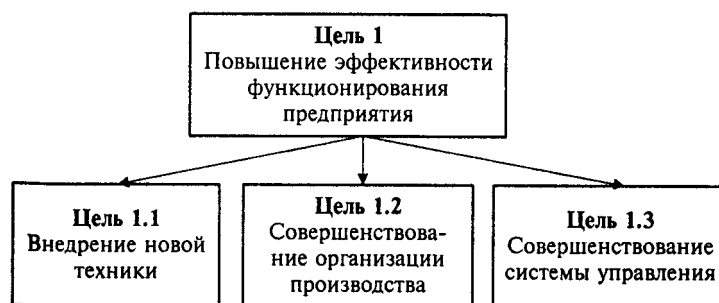 Цель 1
Повышение эффективности
функционирования
предприятия
Цель 1.1
Внедрение новой
техники
Цель 1.2
Совершенствова-
ние организации
производства
Цель 1.3
Совершенствование
системы управления